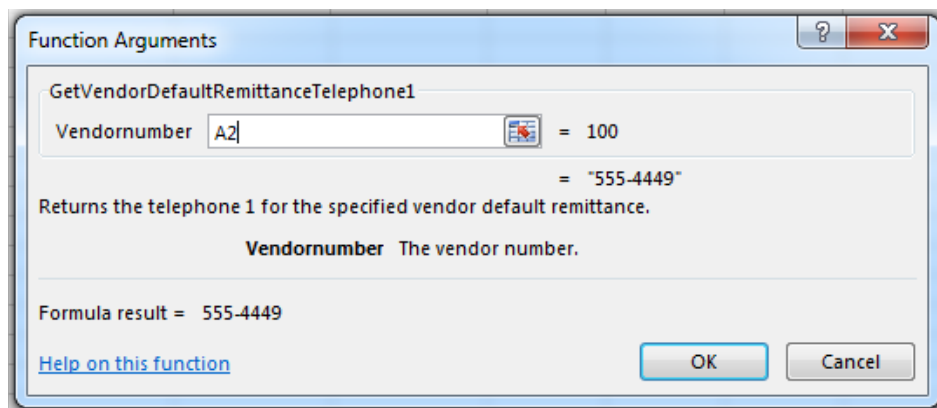 Function Arguments
GetVendorDefaultRemittanceTelephone1
Vendornumber A2 = 100
= "555-4449"
Returns the telephone 1 for the specified vendor default remittance.
Vendornumber The vendor number.
Formula result = 555-4449
Help on this function OK Cancel